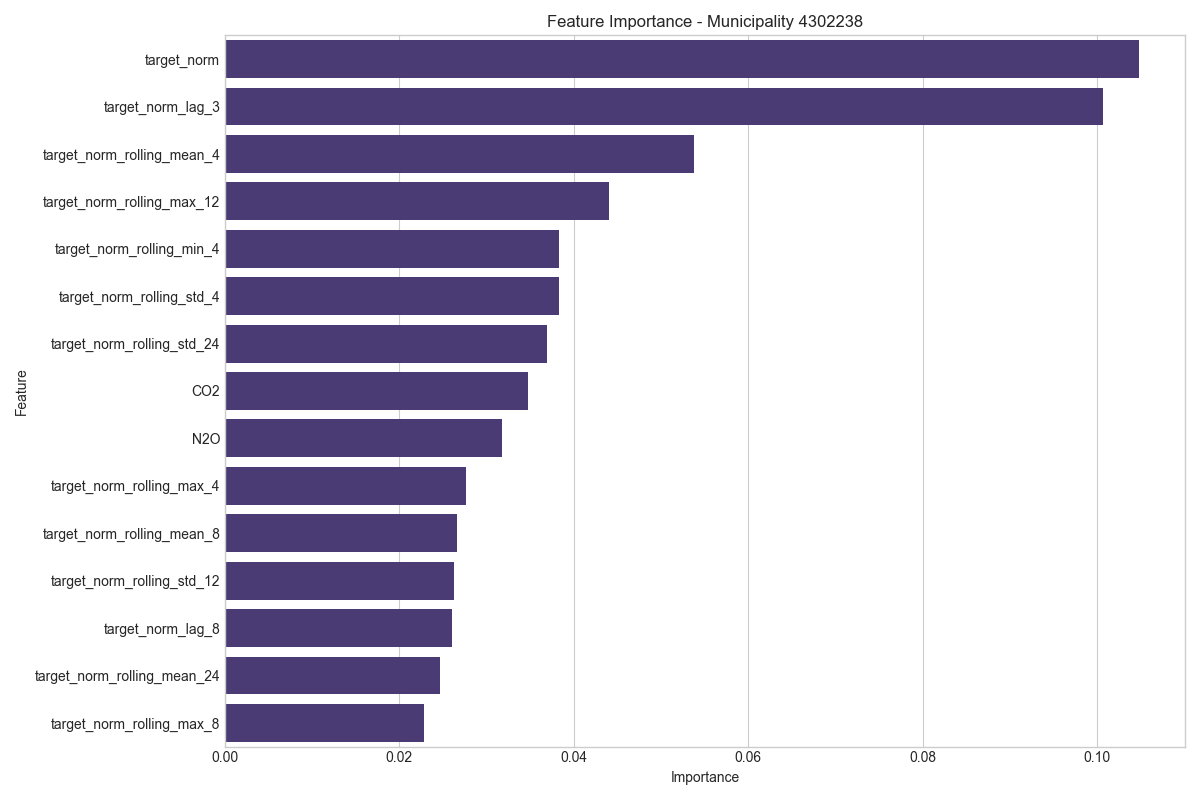 Feature Importance - Municipality 4302238
target_norm
target_norm_lag_3
target_norm_rolling_mean_4
target_norm_rolling_max_12
target_norm_rolling_min_4
target_norm_rolling_std_4
target_norm_rolling_std_24
CO2
N2O
target_norm_rolling_max_4
target_norm_rolling_mean_8
target_norm_rolling_std_12
target_norm_lag_8
target_norm_rolling_mean_24
target_norm_rolling_max_8
Feature
0.00 0.02 0.04 0.06 0.08 0.10
Importance